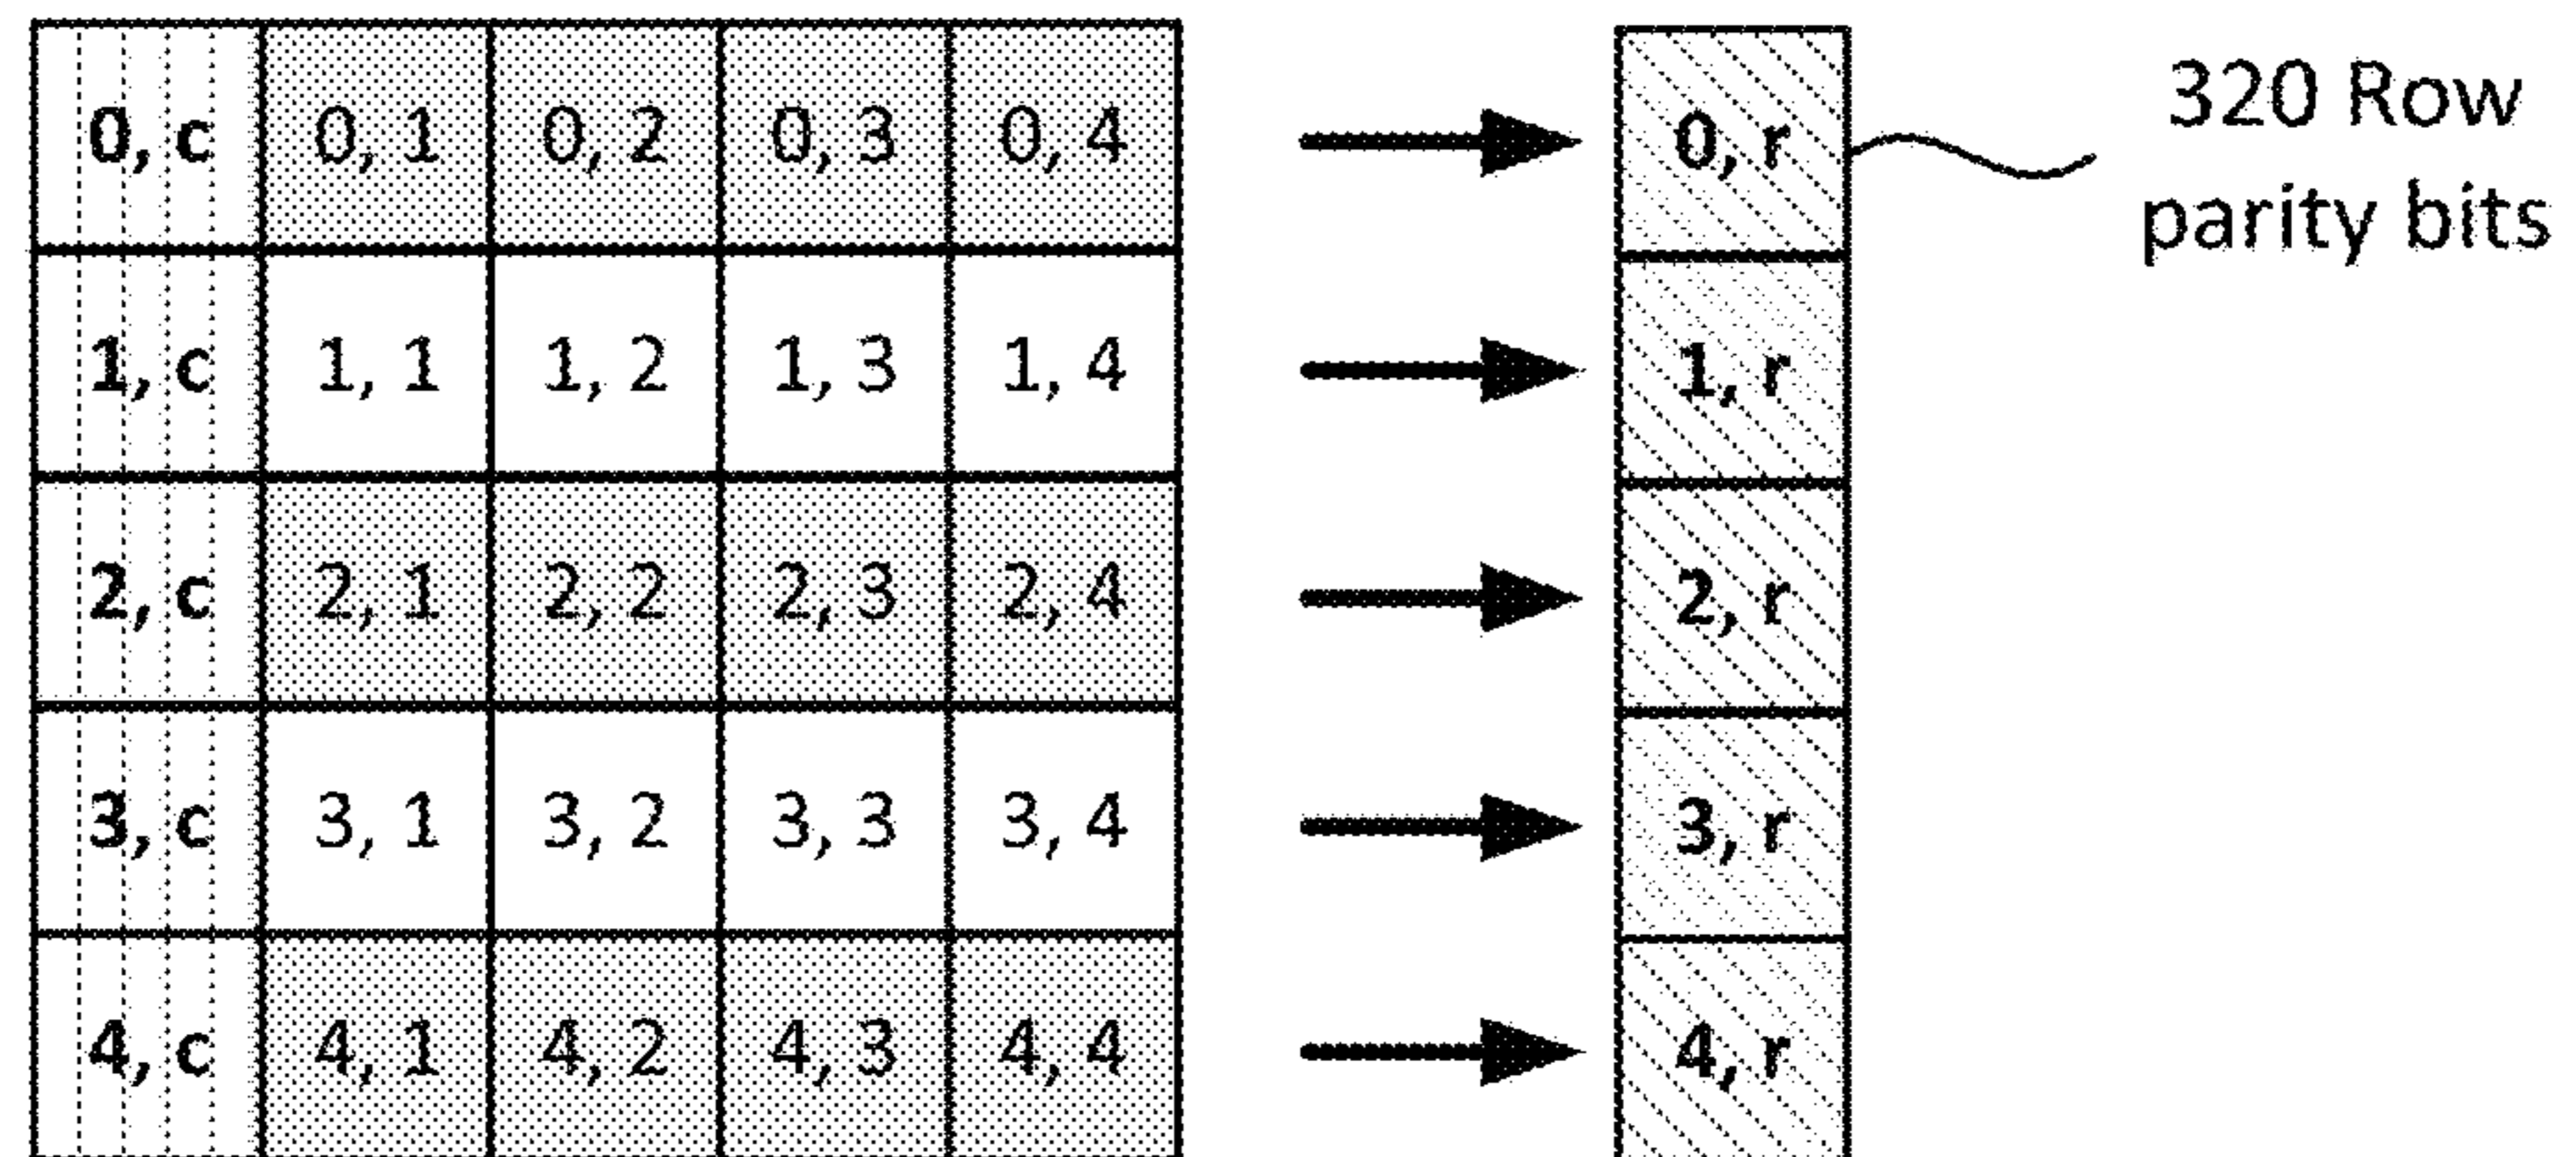 0, c 0, 1 0, 2 0, 3 0, 4 0, r 320 Row
parity bits
1, c 1, 1 1, 2 1, 3 1, 4 1, r
2, c 2, 1 2, 2 2, 3 2, 4 2, r
3, c 3, 1 3, 2 3, 3 3, 4 3, r
4, c 4, 1 4, 2 4, 3 4, 4 4, r